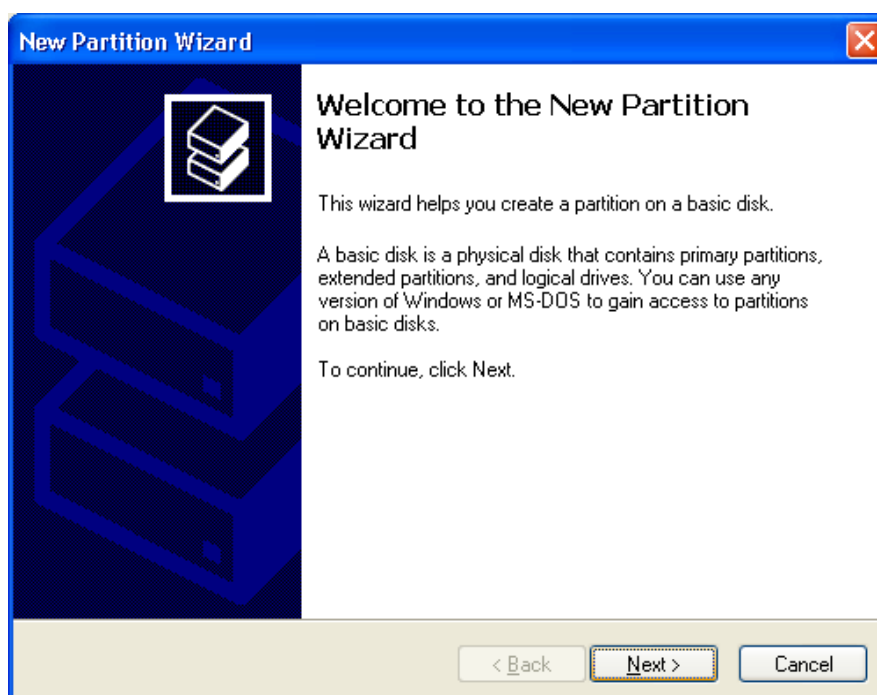 New Partition Wizard
Welcome to the New Partition
Wizard
This wizard helps you create a partition on a basic disk.
A basic disk is a physical disk that contains primary partitions,
extended partitions, and logical drives. You can use any
version of Windows or MS-DOS to gain access to partitions
on basic disks.
To continue, click Next.
< Back
Next >
Cancel